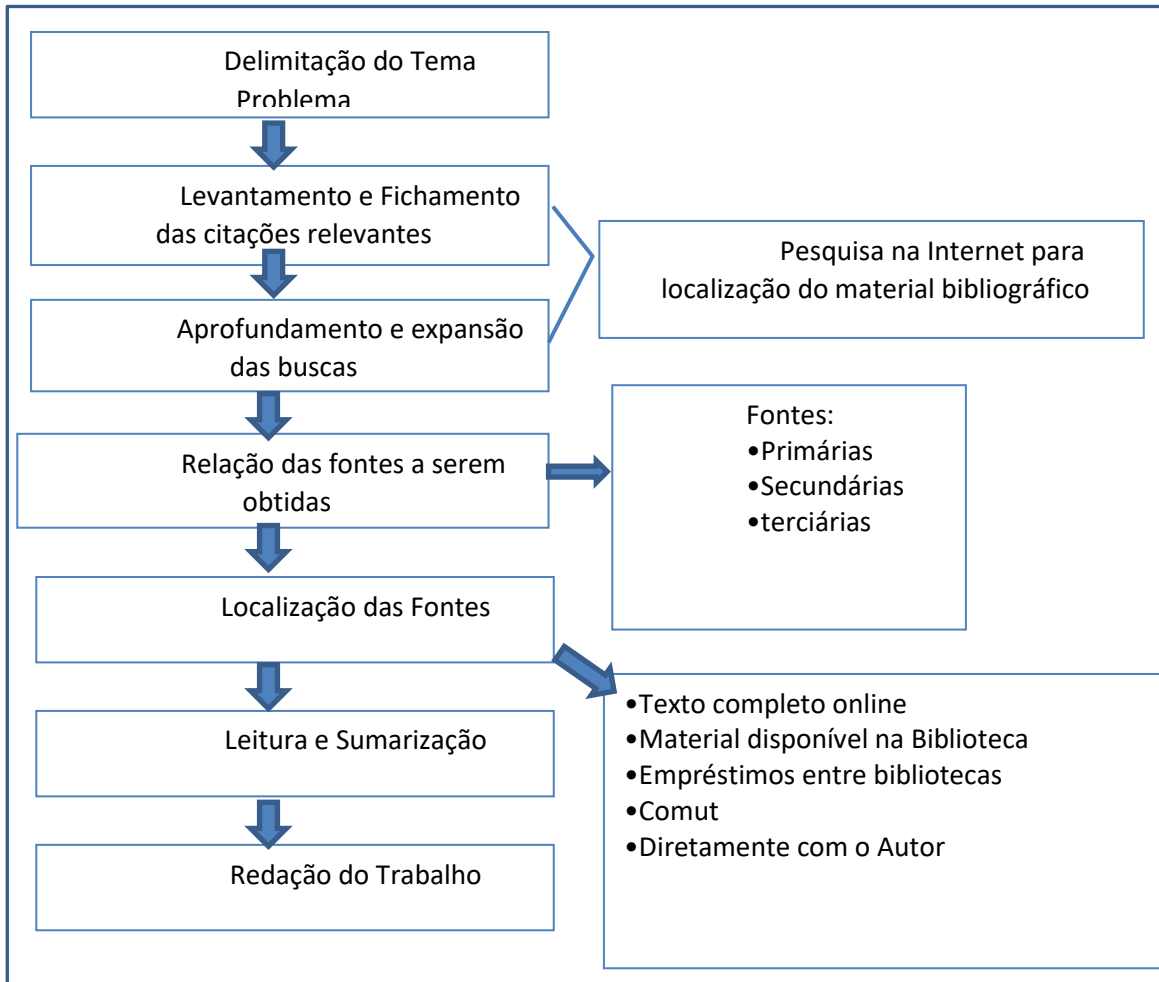 Delimitação do Tema
Problema
Levantamento e Fichamento
das citações relevantes
Pesquisa na Internet para
localização do material bibliográfico
Aprofundamento e expansão
das buscas
Relação das fontes a serem
obtidas
Fontes:
•Primárias
•Secundárias
•terciárias
Localização das Fontes
•Texto completo online
•Material disponível na Biblioteca
•Empréstimos entre bibliotecas
•Comut
•Diretamente com o Autor
Leitura e Sumarização
Redação do Trabalho